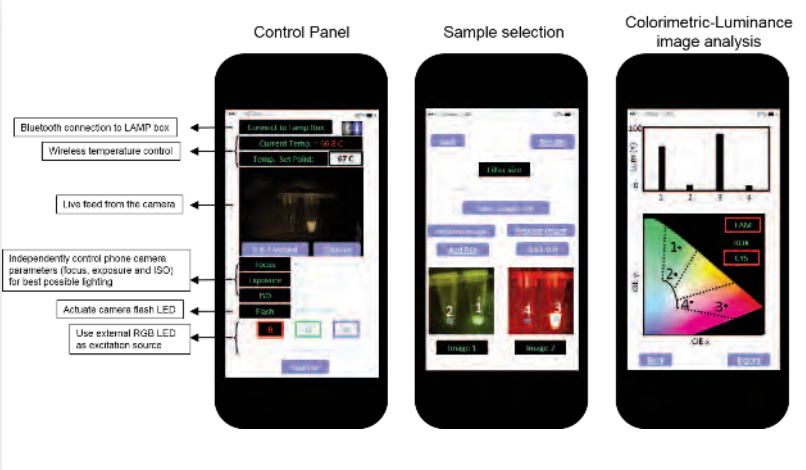 Control Panel
Sample selection
Colorimetric-Luminance
image analysis
Bluetooth connection to LAMP box
Wireless temperature control
Live feed from the camera
Independently control phone camera
parameters (focus, exposure and ISO)
for best possible lighting
Actuate camera flash LED
Use external RGB LED
as excitation source
Connect to Lamp Box
Current Temp. = 66.8 C
Temp. Set Point:
67 C
Focus
Exposure
ISO
Flash
R
Filter size
Add ROI
2
1
4
3
Image 1
Image 2
100
Lum (Y)
0
1
2
3
4
1
2
4
3
ROX
CY5
CIE y
CIE x
Back